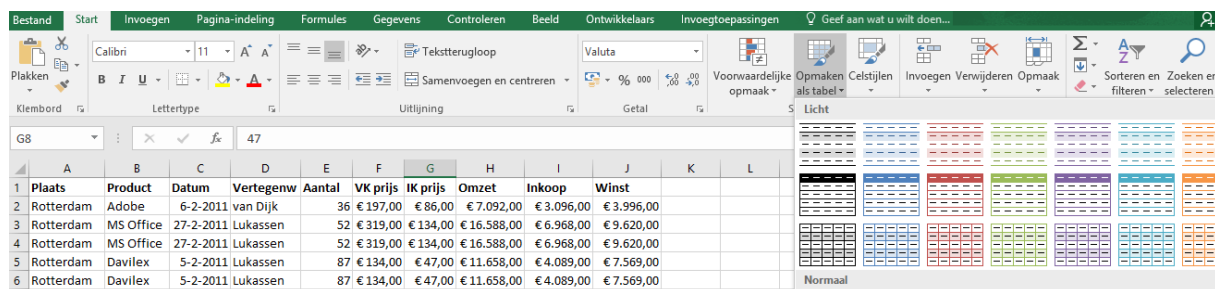 Bestand Start Invoegen Pagina-indeling Formules Gegevens Controleren Beeld Ontwikkelaars Invoegtoepassingen Geef aan wat u wilt doen...
Calibri 11 A A Tekstterugloop Valuta
Plakken B I U A Samenvoegen en centreren % 000 Voorwaardelijke opmaak Opmaken als tabel Celstijlen Invoegen Verwijderen Opmaak Sorteren en filteren Zoeken en selecteren
Klembord Lettertype Uitlijning Getal S Licht
G8 fx 47
A B C D E F G H I J K L
1 Plaats Product Datum Vertegenw Aantal VK prijs IK prijs Omzet Inkoop Winst
2 Rotterdam Adobe 6-2-2011 van Dijk 36 € 197,00 € 86,00 € 7.092,00 € 3.096,00 € 3.996,00
3 Rotterdam MS Office 27-2-2011 Lukassen 52 € 319,00 € 134,00 € 16.588,00 € 6.968,00 € 9.620,00
4 Rotterdam MS Office 27-2-2011 Lukassen 52 € 319,00 € 134,00 € 16.588,00 € 6.968,00 € 9.620,00
5 Rotterdam Davilex 5-2-2011 Lukassen 87 € 134,00 € 47,00 € 11.658,00 € 4.089,00 € 7.569,00
6 Rotterdam Davilex 5-2-2011 Lukassen 87 € 134,00 € 47,00 € 11.658,00 € 4.089,00 € 7.569,00
Normaal